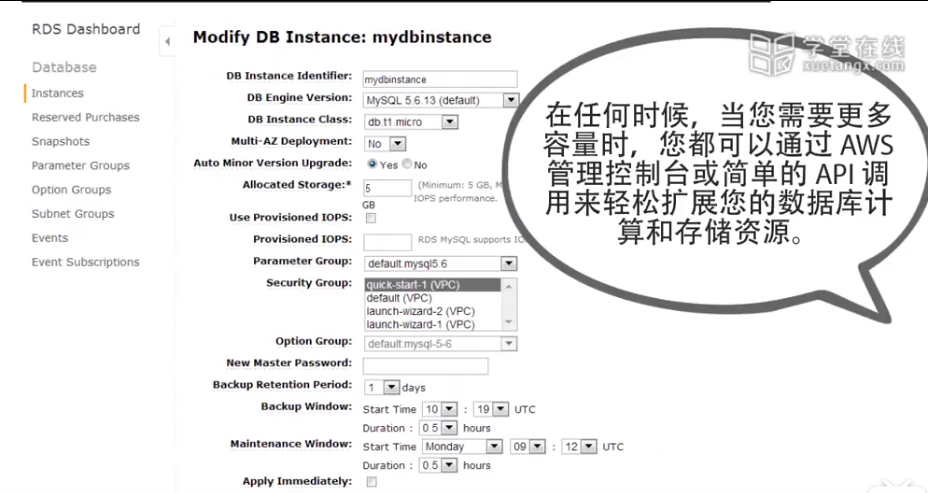 RDS Dashboard
Database
Instances
Reserved Purchases
Snapshots
Parameter Groups
Option Groups
Subnet Groups
Events
Event Subscriptions
Modify DB Instance: mydbinstance
DB Instance Identifier: mydbinstance
DB Engine Version: MySQL 5.6.13 (default)
DB Instance Class: db.t1.micro
Multi-AZ Deployment: No
Auto Minor Version Upgrade: Yes No
Allocated Storage:* 5 (Minimum: 5 GB, M
IOPS performance.
GB
Use Provisioned IOPS:
Provisioned IOPS: RDS MySQL supports IO
Parameter Group: default.mysql5.6
Security Group: quick-start-1 (VPC)
default (VPC)
launch-wizard-2 (VPC)
launch-wizard-1 (VPC)
Option Group: default:mysql-5-6
New Master Password:
Backup Retention Period: 1 days
Backup Window: Start Time 10 : 19 UTC
Duration : 0.5 hours
Maintenance Window: Start Time Monday 09 : 12 UTC
Duration : 0.5 hours
Apply Immediately:
学堂在线
xuetangx.com
在任何时候，当您需要更多
容量时，您都可以通过 AWS
管理控制台或简单的 API 调
用来轻松扩展您的数据库计
算和存储资源。